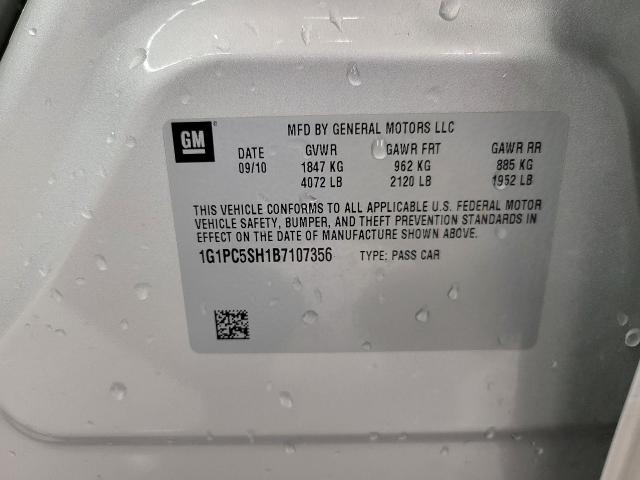 GM
MFD BY GENERAL MOTORS LLC
DATE GVWR GAWR FRT GAWR RR
09/10 1847 KG 962 KG 885 KG
4072 LB 2120 LB 1952 LB
THIS VEHICLE CONFORMS TO ALL APPLICABLE U.S. FEDERAL MOTOR
VEHICLE SAFETY, BUMPER, AND THEFT PREVENTION STANDARDS IN
EFFECT ON THE DATE OF MANUFACTURE SHOWN ABOVE.
1G1PC5SH1B7107356 TYPE: PASS CAR